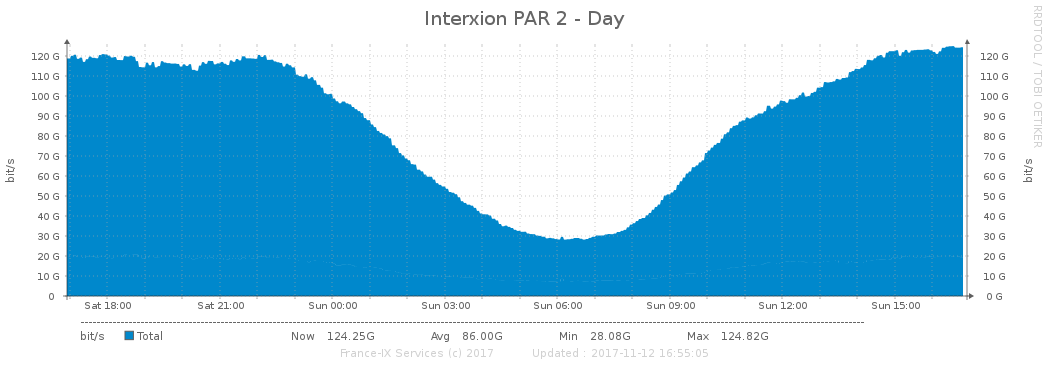 Interxion PAR 2 - Day
RRDTOOL / TOBI OETIKER
120 G 120 G
110 G 110 G
100 G 100 G
90 G 90 G
80 G 80 G
70 G 70 G
60 G 60 G
50 G 50 G
40 G 40 G
30 G 30 G
20 G 20 G
10 G 10 G
0 0 G
bit/s
bit/s
Sat 18:00 Sat 21:00 Sun 00:00 Sun 03:00 Sun 06:00 Sun 09:00 Sun 12:00 Sun 15:00
bit/s Total Now 124.25G Avg 86.00G Min 28.08G Max 124.82G
France-IX Services (c) 2017 Updated : 2017-11-12 16:55:05